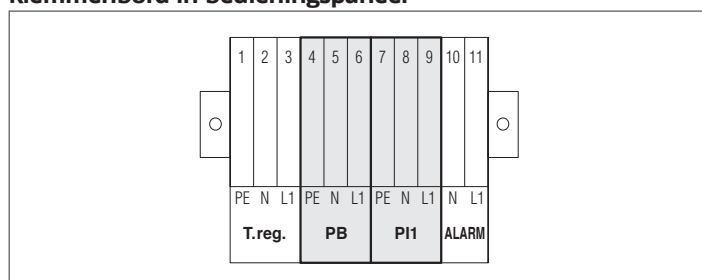 Klemmenbord in bedieningspaneel
1 2 3 4 5 6 7 8 9 10 11
PE N L1 PE N L1 PE N L1 N L1
T.reg. PB PI1 ALARM